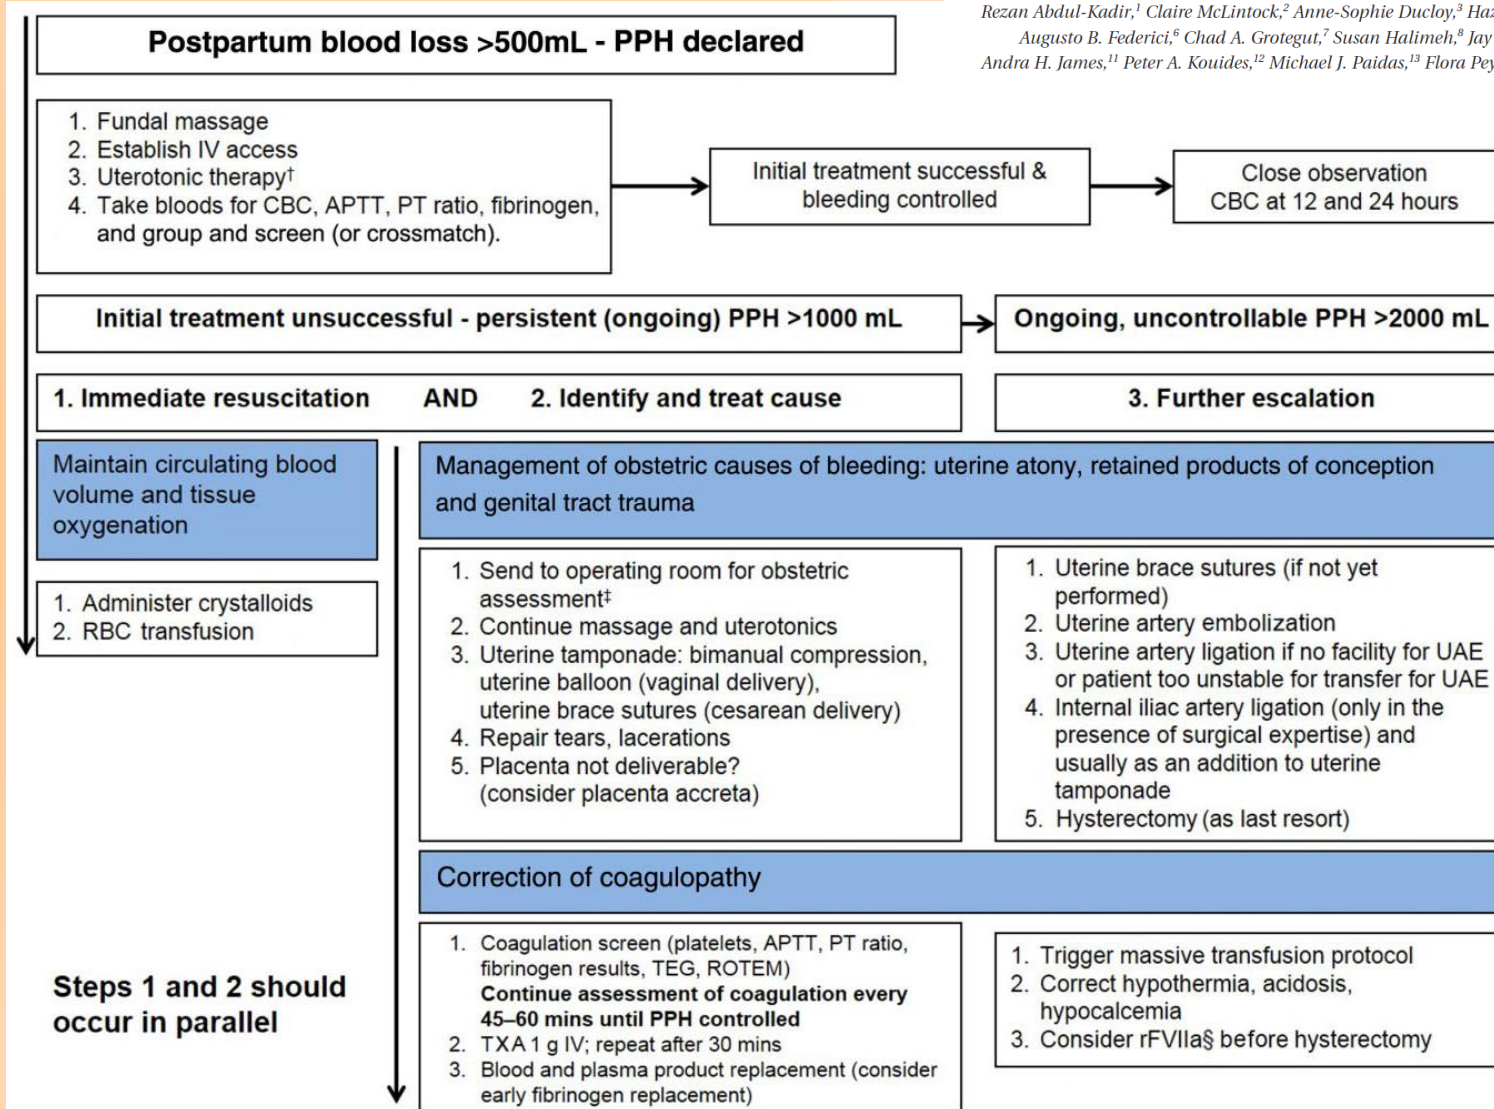 Rezan Abdul-Kadir,¹ Claire McLintock,² Anne-Sophie Ducloy,³
Augusto B. Federici,⁶ Chad A. Grotegut,⁷ Susan Halimeh,⁸ Jay
Andra H. James,¹¹ Peter A. Kouides,¹² Michael J. Paidas,¹³ Flora
Postpartum blood loss >500mL - PPH declared
1. Fundal massage
2. Establish IV access
3. Uterotonic therapy†
4. Take bloods for CBC, APTT, PT ratio, fibrinogen,
and group and screen (or crossmatch).
Initial treatment successful &
bleeding controlled
Close observation
CBC at 12 and 24 hours
Initial treatment unsuccessful - persistent (ongoing) PPH >1000 mL
Ongoing, uncontrollable PPH >2000 mL
1. Immediate resuscitation AND 2. Identify and treat cause
3. Further escalation
Maintain circulating blood
volume and tissue
oxygenation
1. Administer crystalloids
2. RBC transfusion
Management of obstetric causes of bleeding: uterine atony, retained products of conception
and genital tract trauma
1. Send to operating room for obstetric
assessment‡
2. Continue massage and uterotonics
3. Uterine tamponade: bimanual compression,
uterine balloon (vaginal delivery),
uterine brace sutures (cesarean delivery)
4. Repair tears, lacerations
5. Placenta not deliverable?
(consider placenta accreta)
1. Uterine brace sutures (if not yet
performed)
2. Uterine artery embolization
3. Uterine artery ligation if no facility for UAE
or patient too unstable for transfer for UAE
4. Internal iliac artery ligation (only in the
presence of surgical expertise) and
usually as an addition to uterine
tamponade
5. Hysterectomy (as last resort)
Correction of coagulopathy
1. Coagulation screen (platelets, APTT, PT ratio,
fibrinogen results, TEG, ROTEM)
Continue assessment of coagulation every
45–60 mins until PPH controlled
2. TXA 1 g IV; repeat after 30 mins
3. Blood and plasma product replacement (consider
early fibrinogen replacement)
1. Trigger massive transfusion protocol
2. Correct hypothermia, acidosis,
hypocalcemia
3. Consider rFVIIa§ before hysterectomy
Steps 1 and 2 should
occur in parallel